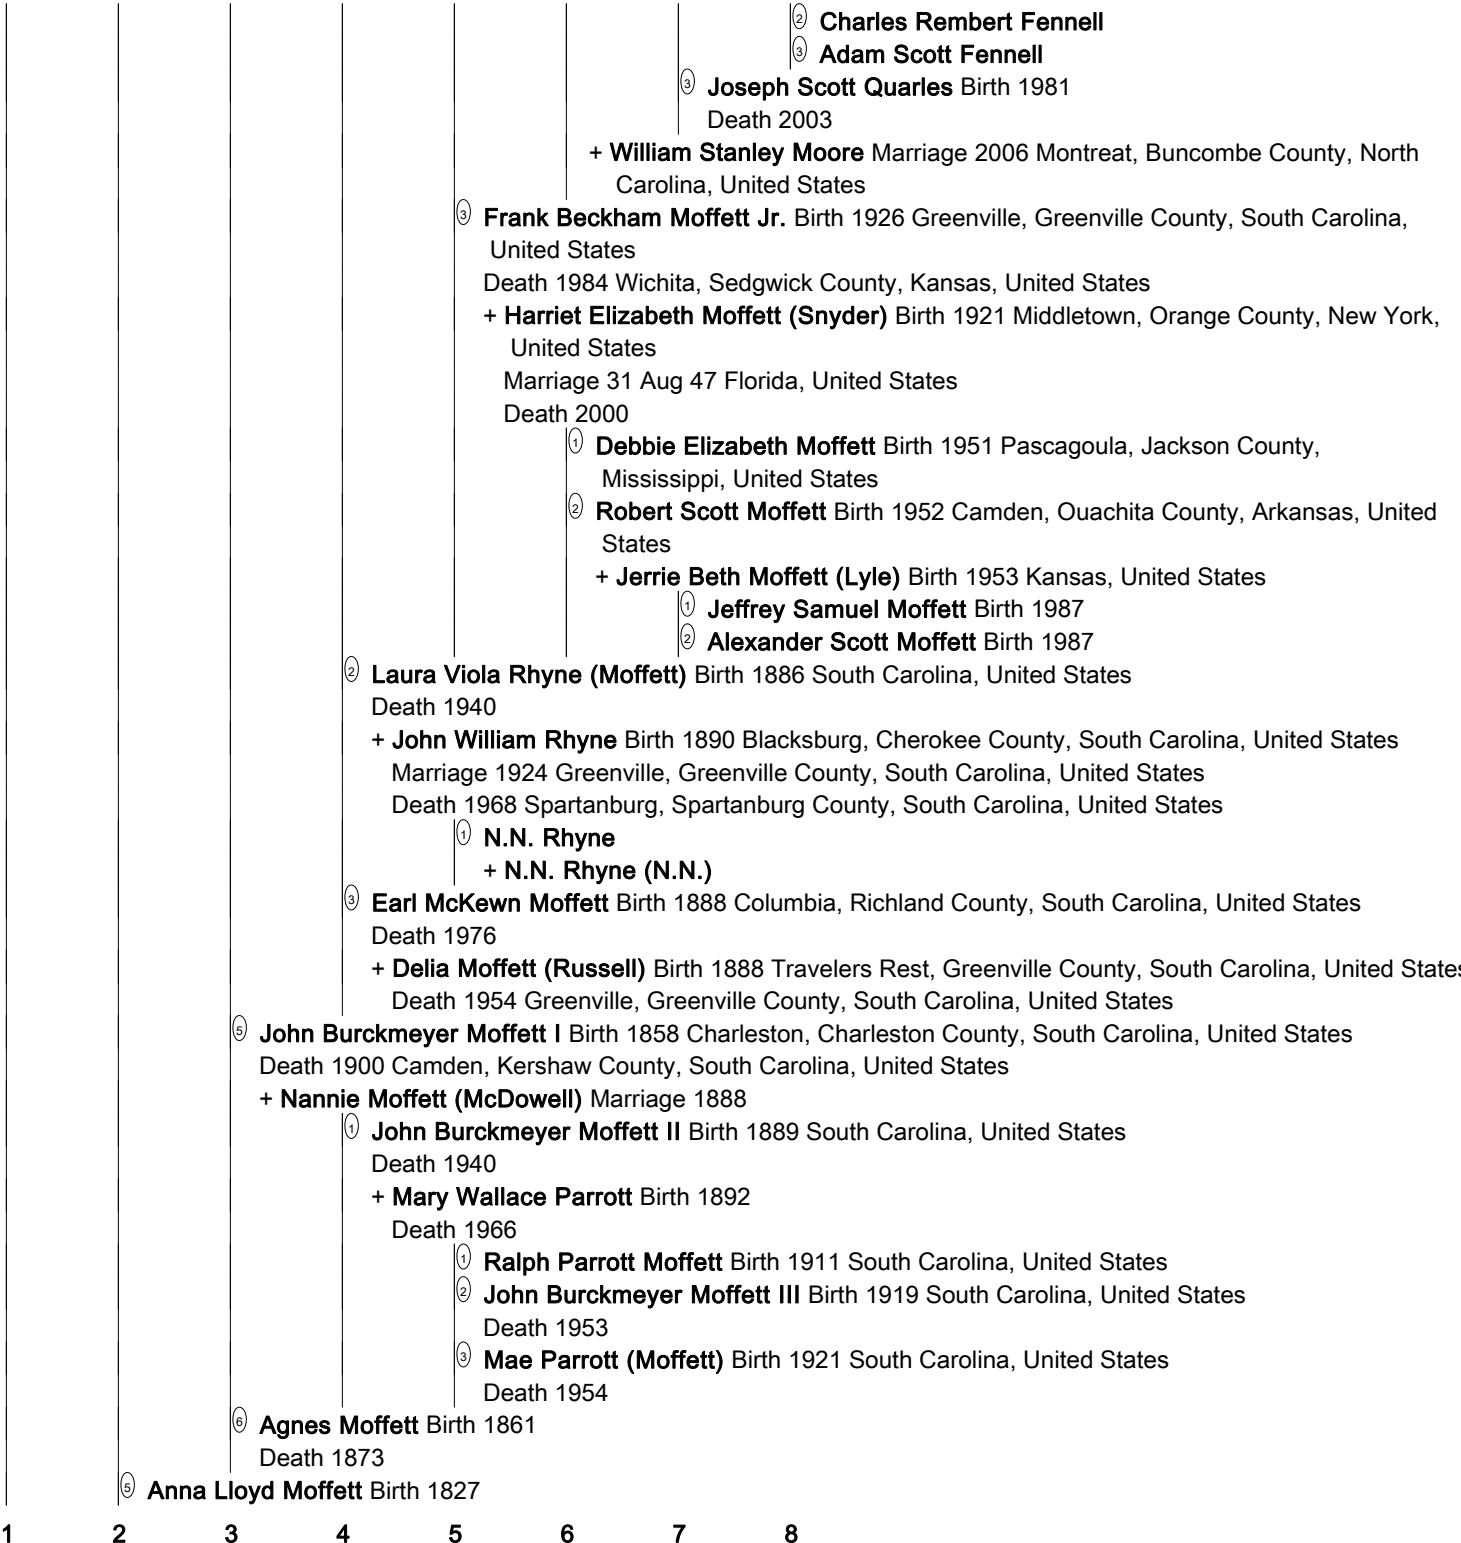 ② Charles Rembert Fennell
③ Adam Scott Fennell
③ Joseph Scott Quarles Birth 1981
Death 2003
+ William Stanley Moore Marriage 2006 Montreat, Buncombe County, North
Carolina, United States
③ Frank Beckham Moffett Jr. Birth 1926 Greenville, Greenville County, South Carolina,
United States
Death 1984 Wichita, Sedgwick County, Kansas, United States
+ Harriet Elizabeth Moffett (Snyder) Birth 1921 Middletown, Orange County, New York,
United States
Marriage 31 Aug 47 Florida, United States
Death 2000
① Debbie Elizabeth Moffett Birth 1951 Pascagoula, Jackson County,
Mississippi, United States
② Robert Scott Moffett Birth 1952 Camden, Ouachita County, Arkansas, United
States
+ Jerrie Beth Moffett (Lyle) Birth 1953 Kansas, United States
① Jeffrey Samuel Moffett Birth 1987
② Alexander Scott Moffett Birth 1987
② Laura Viola Rhyne (Moffett) Birth 1886 South Carolina, United States
Death 1940
+ John William Rhyne Birth 1890 Blacksburg, Cherokee County, South Carolina, United States
Marriage 1924 Greenville, Greenville County, South Carolina, United States
Death 1968 Spartanburg, Spartanburg County, South Carolina, United States
① N.N. Rhyne
+ N.N. Rhyne (N.N.)
③ Earl McKewn Moffett Birth 1888 Columbia, Richland County, South Carolina, United States
Death 1976
+ Delia Moffett (Russell) Birth 1888 Travelers Rest, Greenville County, South Carolina, United States
Death 1954 Greenville, Greenville County, South Carolina, United States
⑤ John Burckmeyer Moffett I Birth 1858 Charleston, Charleston County, South Carolina, United States
Death 1900 Camden, Kershaw County, South Carolina, United States
+ Nannie Moffett (McDowell) Marriage 1888
① John Burckmeyer Moffett II Birth 1889 South Carolina, United States
Death 1940
+ Mary Wallace Parrott Birth 1892
Death 1966
① Ralph Parrott Moffett Birth 1911 South Carolina, United States
② John Burckmeyer Moffett III Birth 1919 South Carolina, United States
Death 1953
③ Mae Parrott (Moffett) Birth 1921 South Carolina, United States
Death 1954
⑥ Agnes Moffett Birth 1861
Death 1873
⑤ Anna Lloyd Moffett Birth 1827
1 2 3 4 5 6 7 8